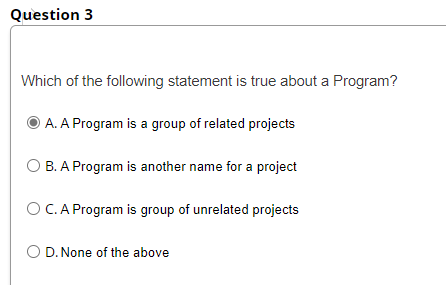 Question 3
Which of the following statement is true about a Program?
A. A Program is a group of related projects
B. A Program is another name for a project
C. A Program is group of unrelated projects
D. None of the above